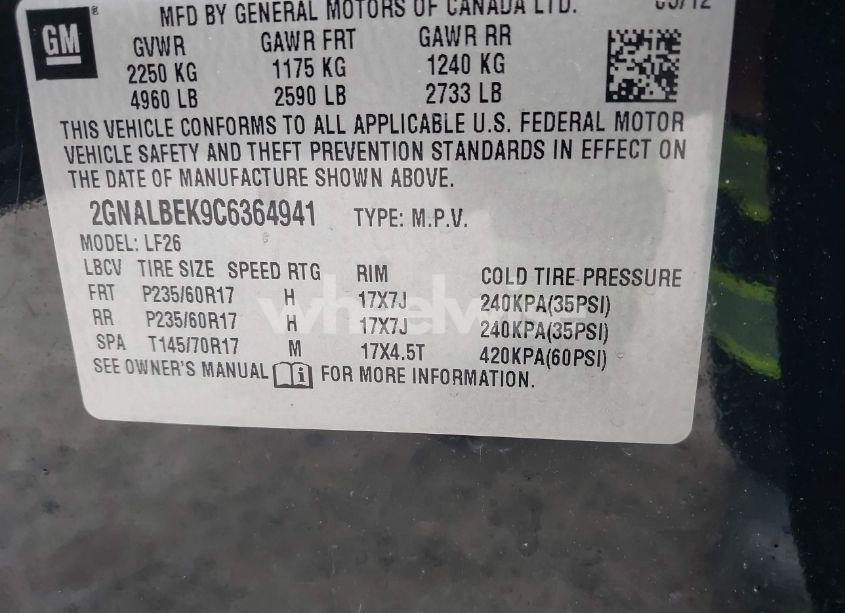 MFD BY GENERAL MOTORS OF CANADA LTD.
GM ®
GVWR GAWR FRT GAWR RR
2250 KG 1175 KG 1240 KG
4960 LB 2590 LB 2733 LB
THIS VEHICLE CONFORMS TO ALL APPLICABLE U.S. FEDERAL MOTOR
VEHICLE SAFETY AND THEFT PREVENTION STANDARDS IN EFFECT ON
THE DATE OF MANUFACTURE SHOWN ABOVE.
2GNALBEK9C6364941 TYPE: M.P.V.
MODEL: LF26
LBCV TIRE SIZE SPEED RTG RIM COLD TIRE PRESSURE
FRT P235/60R17 H 17X7J 240KPA(35PSI)
wheelwise
RR P235/60R17 H 17X7J 240KPA(35PSI)
SPA T145/70R17 M 17X4.5T 420KPA(60PSI)
SEE OWNER'S MANUAL i FOR MORE INFORMATION.